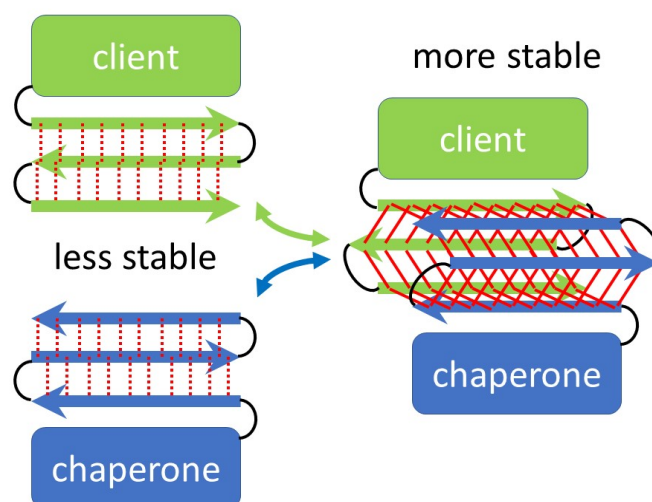 client
more stable
client
less stable
chaperone
chaperone